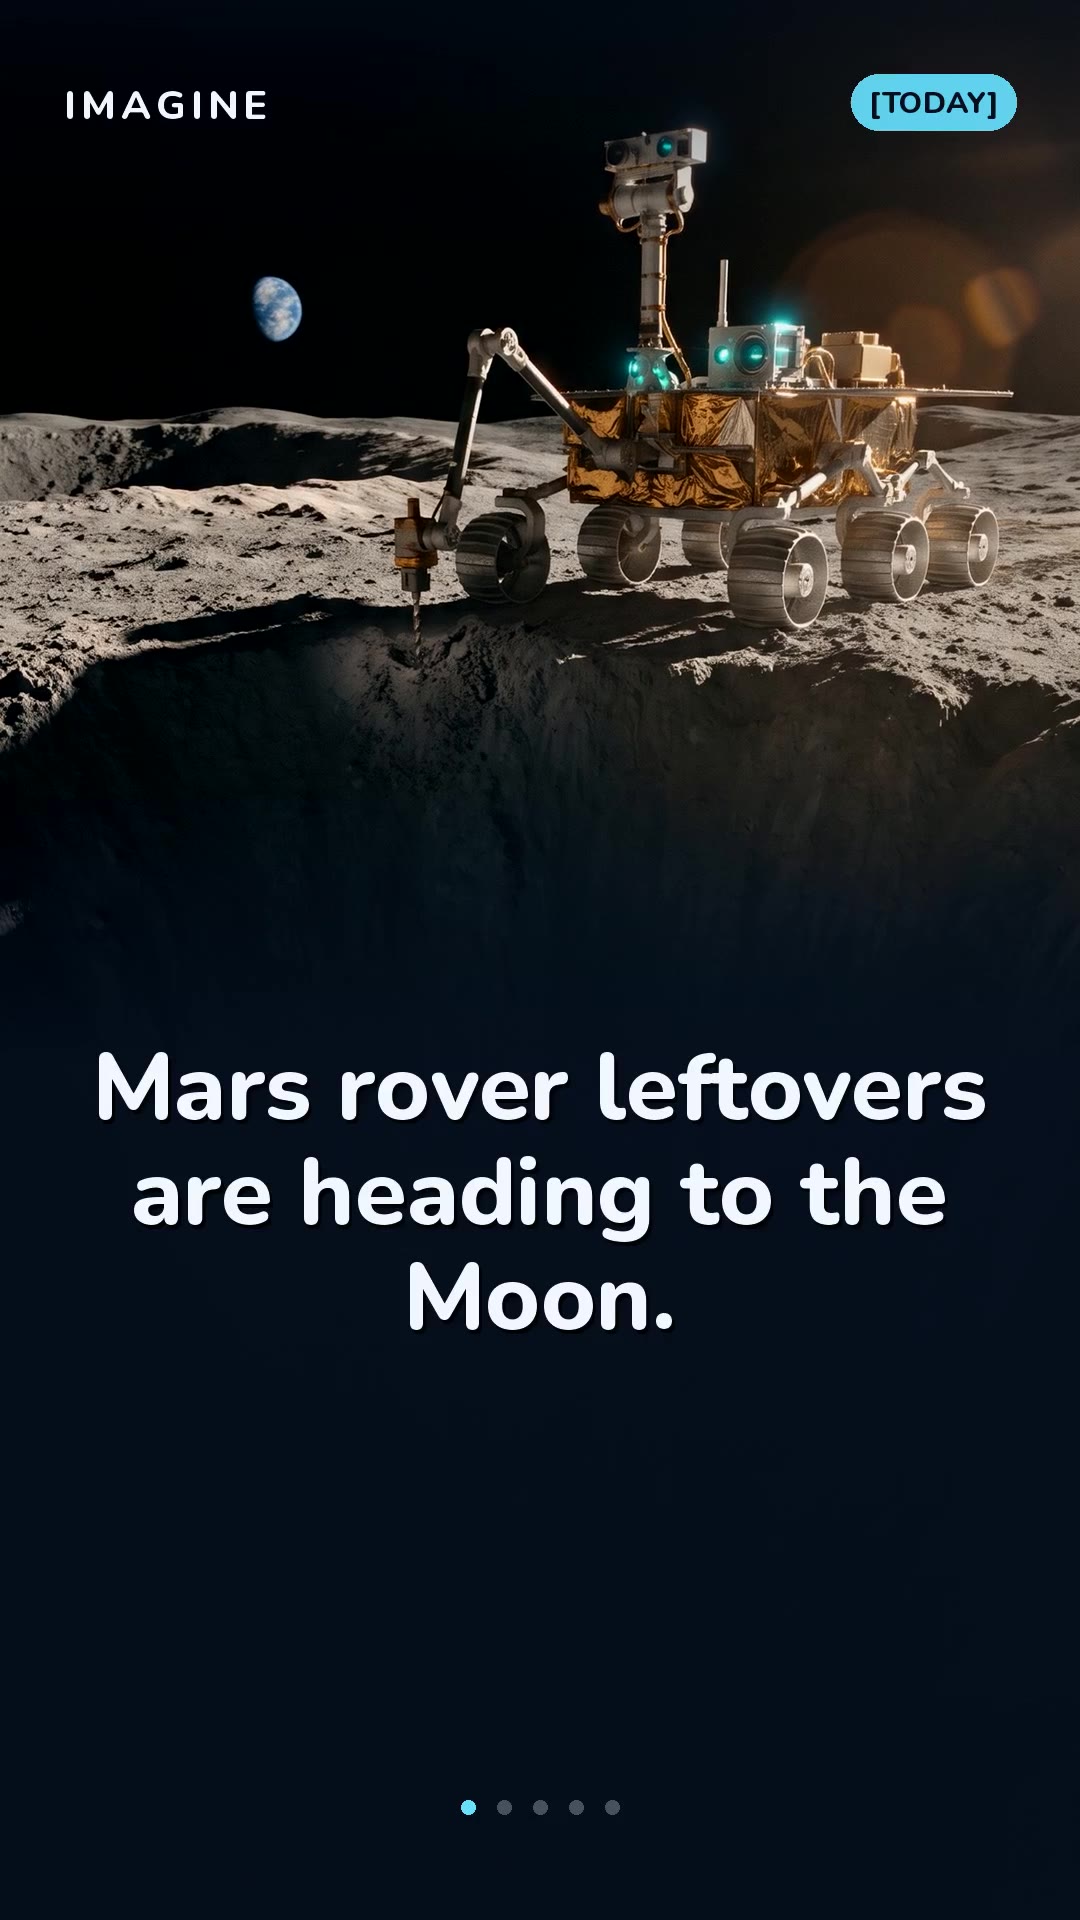 IMAGINE
[TODAY]
Mars rover leftovers
are heading to the
Moon.